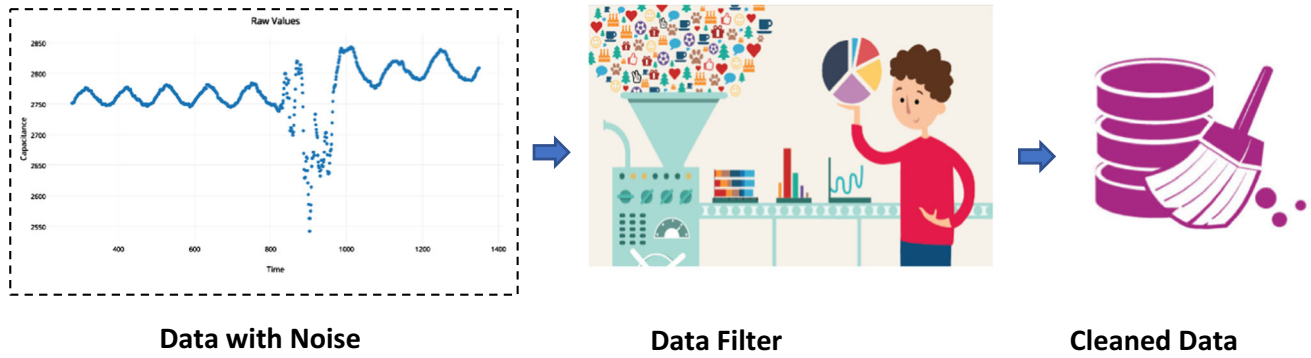 Raw Values
2850
2800
2750
2700
2650
2600
2550
Capacitance
400
600
800
1000
1200
1400
Time
Data with Noise
Data Filter
Cleaned Data